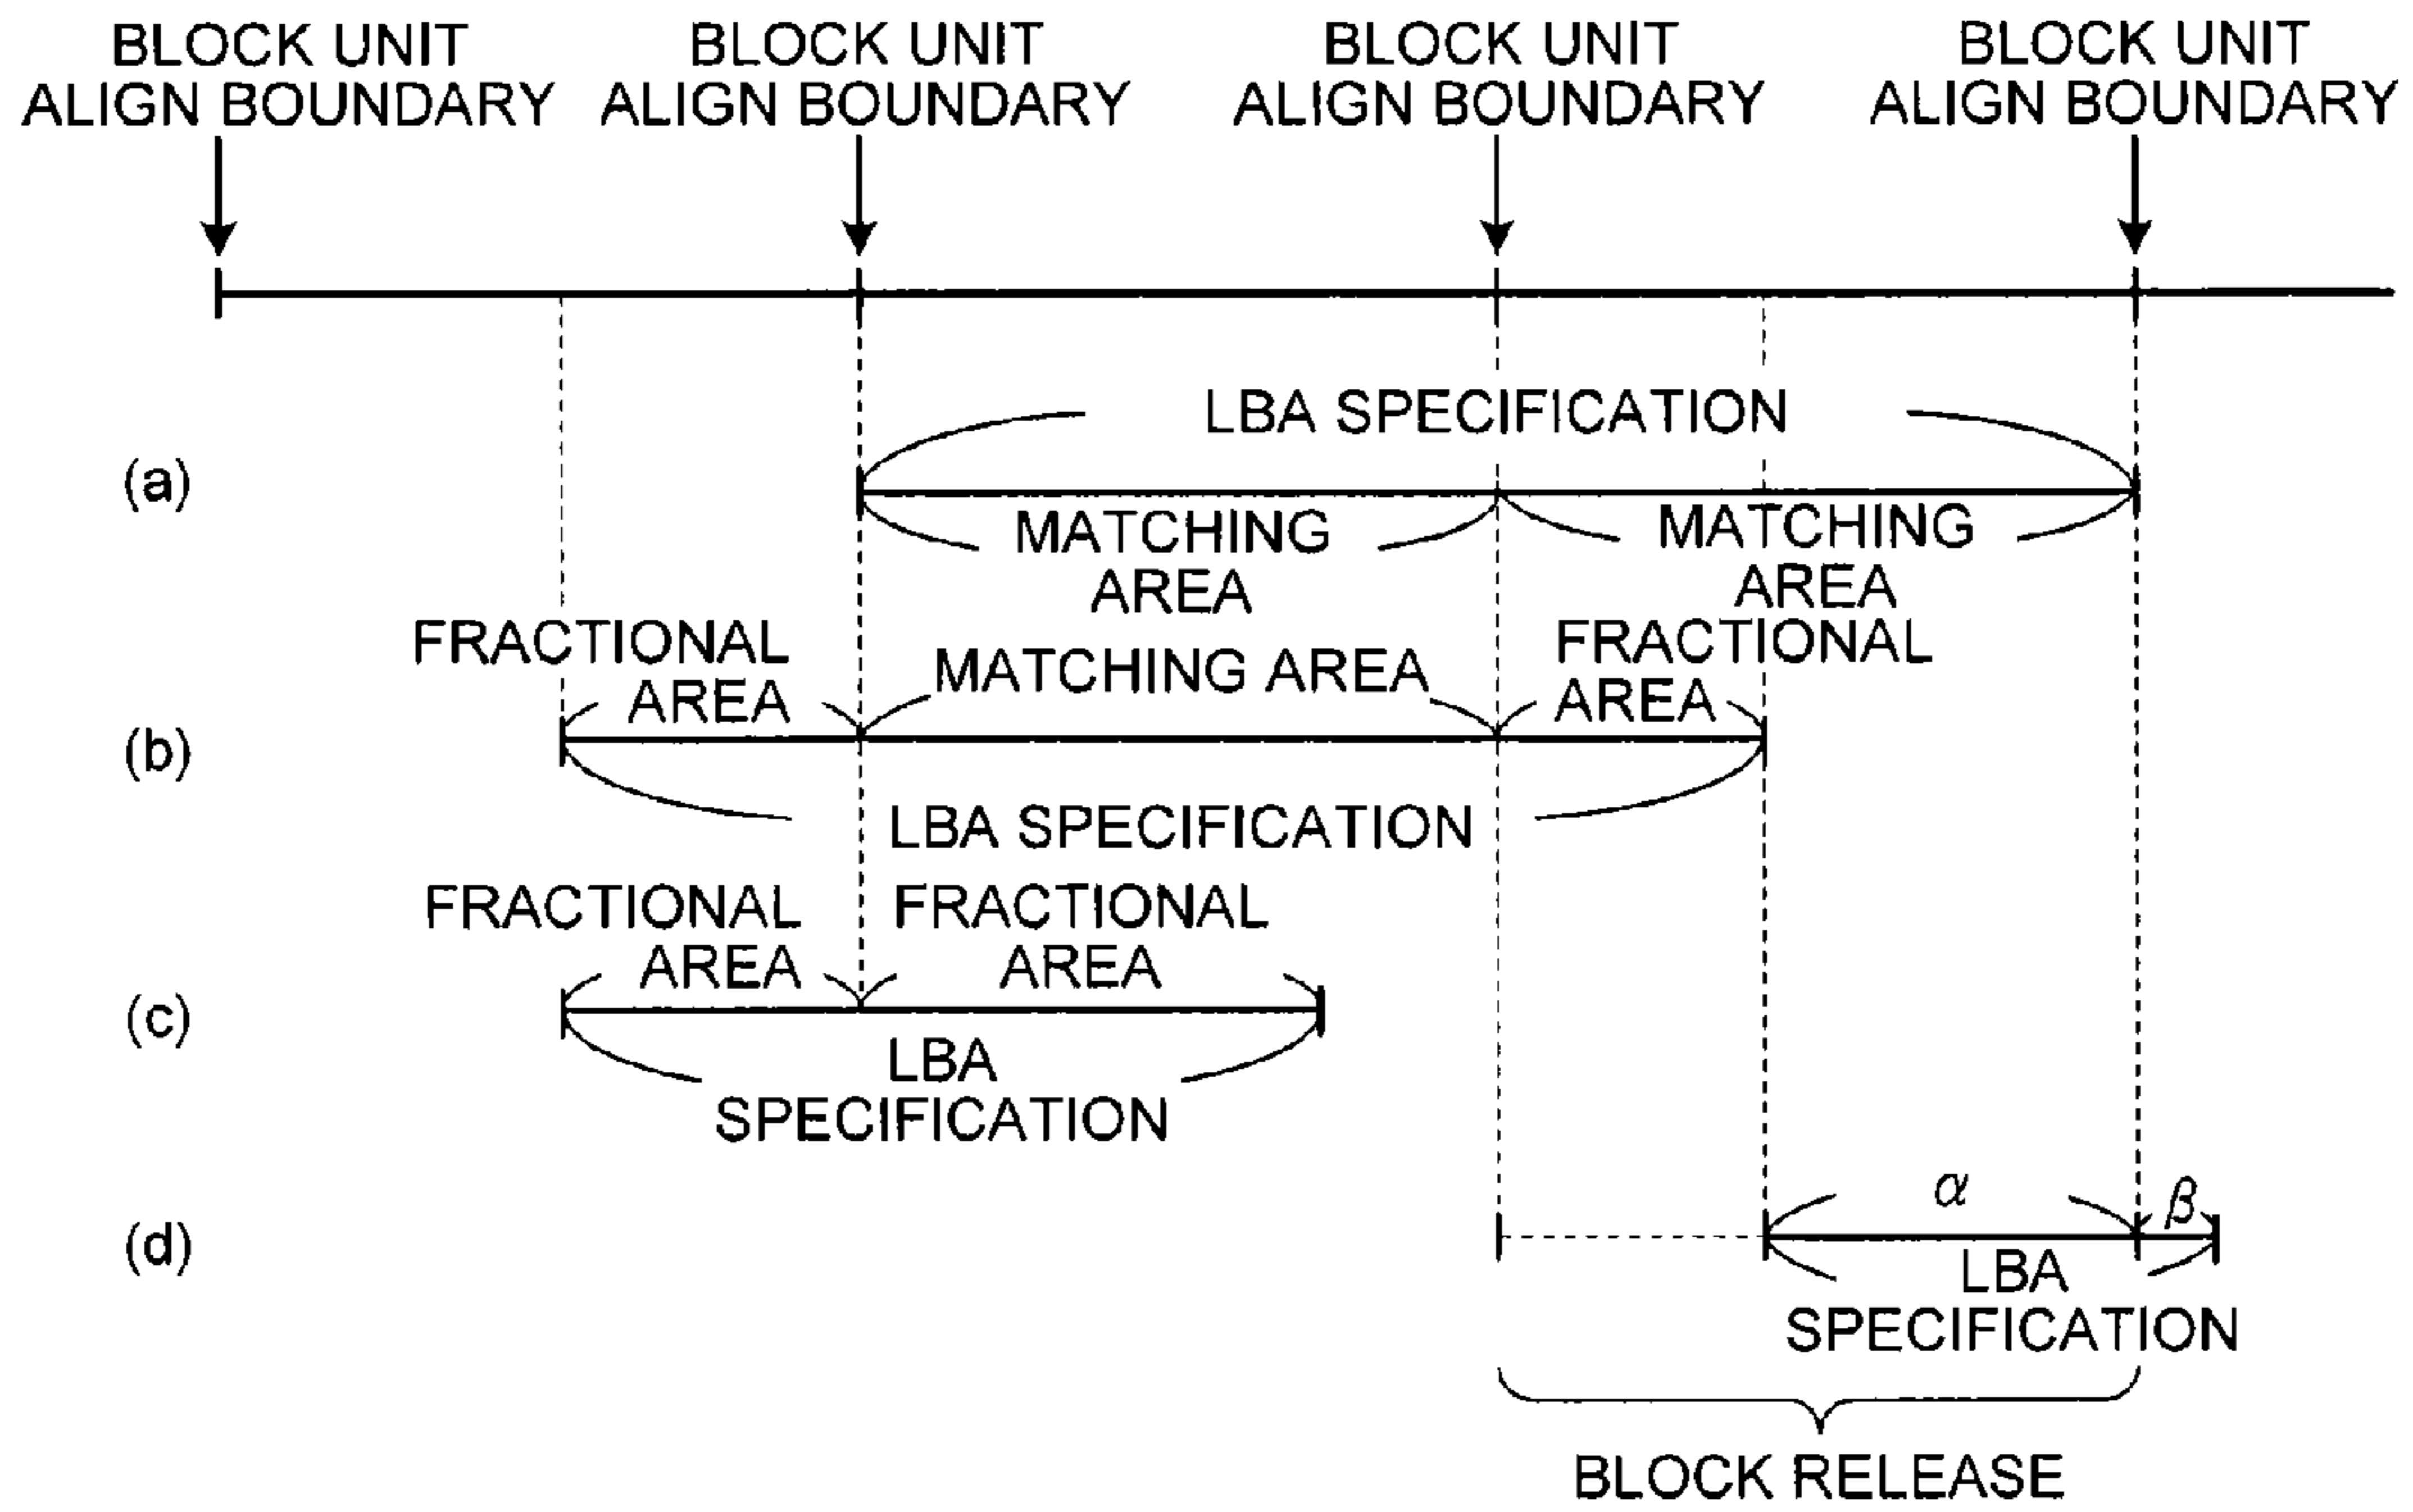 BLOCK UNIT
ALIGN BOUNDARY
BLOCK UNIT
ALIGN BOUNDARY
BLOCK UNIT
ALIGN BOUNDARY
BLOCK UNIT
ALIGN BOUNDARY
(a)
LBA SPECIFICATION
MATCHING
AREA
MATCHING
AREA
(b)
FRACTIONAL
AREA
MATCHING AREA
FRACTIONAL
AREA
LBA SPECIFICATION
(c)
FRACTIONAL
AREA
FRACTIONAL
AREA
LBA
SPECIFICATION
(d)
α
β
LBA
SPECIFICATION
BLOCK RELEASE